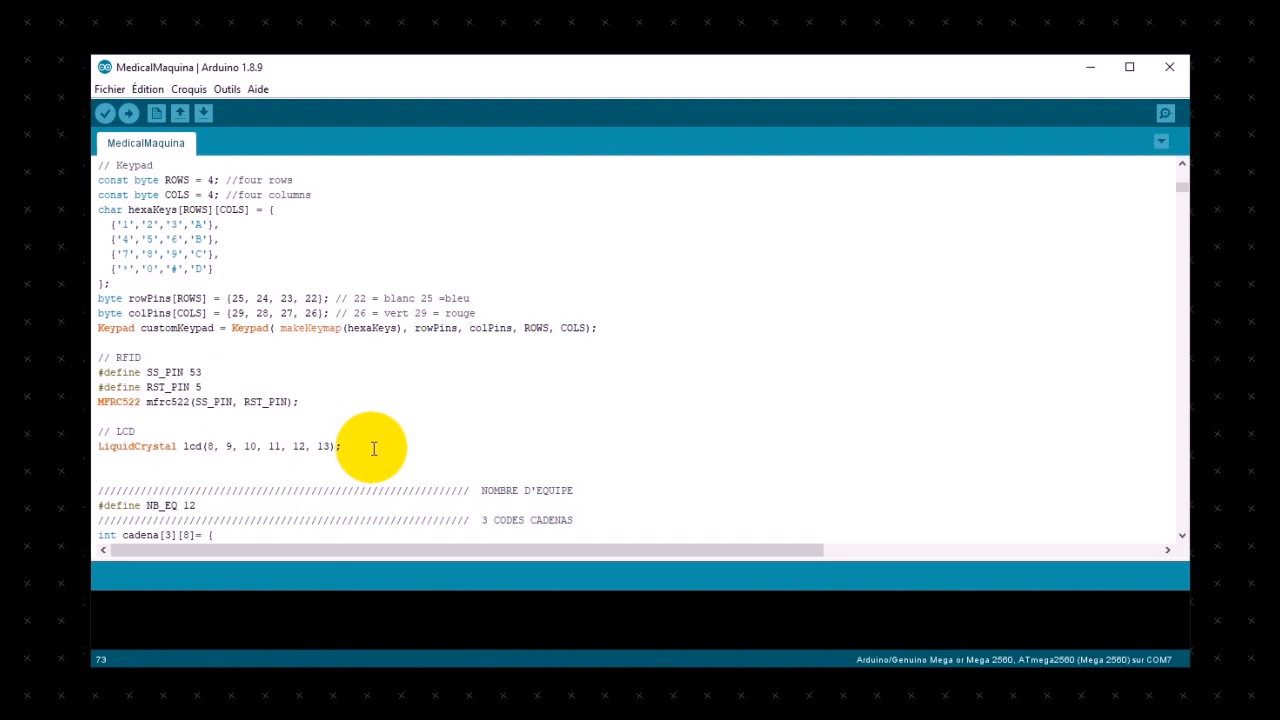 MedicalMaquina | Arduino 1.8.9
Fichier Édition Croquis Outils Aide
MedicalMaquina
// Keypad
const byte ROWS = 4; //four rows
const byte COLS = 4; //four columns
char hexaKeys[ROWS][COLS] = {
{'1','2','3','A'},
{'4','5','6','B'},
{'7','8','9','C'},
{'*','0','#','D'}
};
byte rowPins[ROWS] = {25, 24, 23, 22}; // 22 = blanc 25 =bleu
byte colPins[COLS] = {29, 28, 27, 26}; // 26 = vert 29 = rouge
Keypad customKeypad = Keypad( makeKeymap(hexaKeys), rowPins, colPins, ROWS, COLS);
// RFID
#define SS_PIN 53
#define RST_PIN 5
MFRC522 mfrc522(SS_PIN, RST_PIN);
// LCD
LiquidCrystal lcd(8, 9, 10, 11, 12, 13);
///////////////////////////////////////////////////////////// NOMBRE D'EQUIPE
#define NB_EQ 12
///////////////////////////////////////////////////////////// 3 CODES CADENAS
int cadena[3][8]= {
73
Arduino/Genuino Mega or Mega 2560, ATmega2560 (Mega 2560) sur COM7